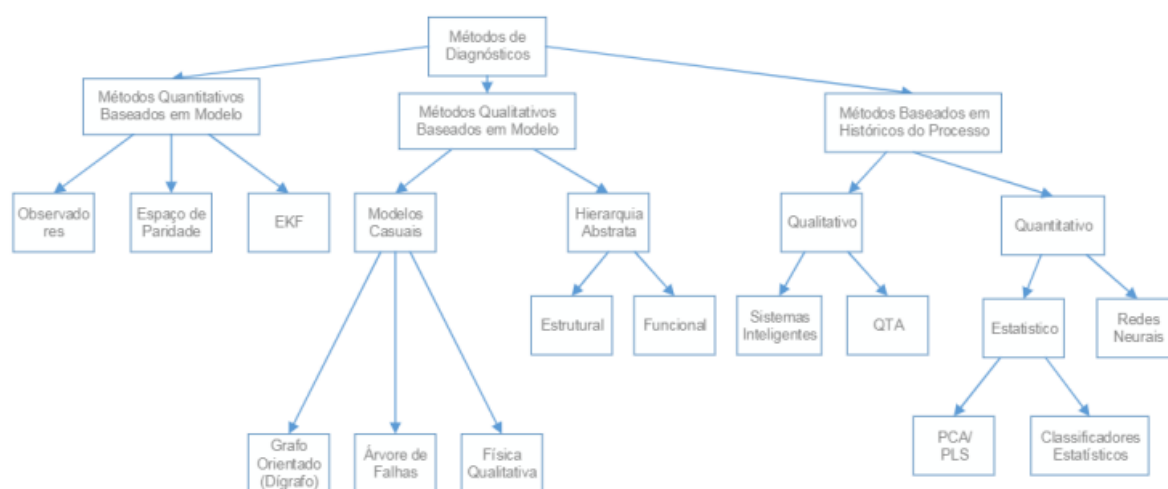 Métodos de
Diagnósticos
Métodos Quantitativos
Baseados em Modelo
Métodos Qualitativos
Baseados em Modelo
Métodos Baseados em
Históricos do Processo
Observado
res
Espaço de
Paridade
EKF
Modelos
Casuais
Hierarquia
Abstrata
Qualitativo
Quantitativo
Estrutural
Funcional
Sistemas
Inteligentes
QTA
Estatístico
Redes
Neurais
Grafo
Orientado
(Dígrafo)
Árvore de
Falhas
Física
Qualitativa
PCA/
PLS
Classificadores
Estatísticos